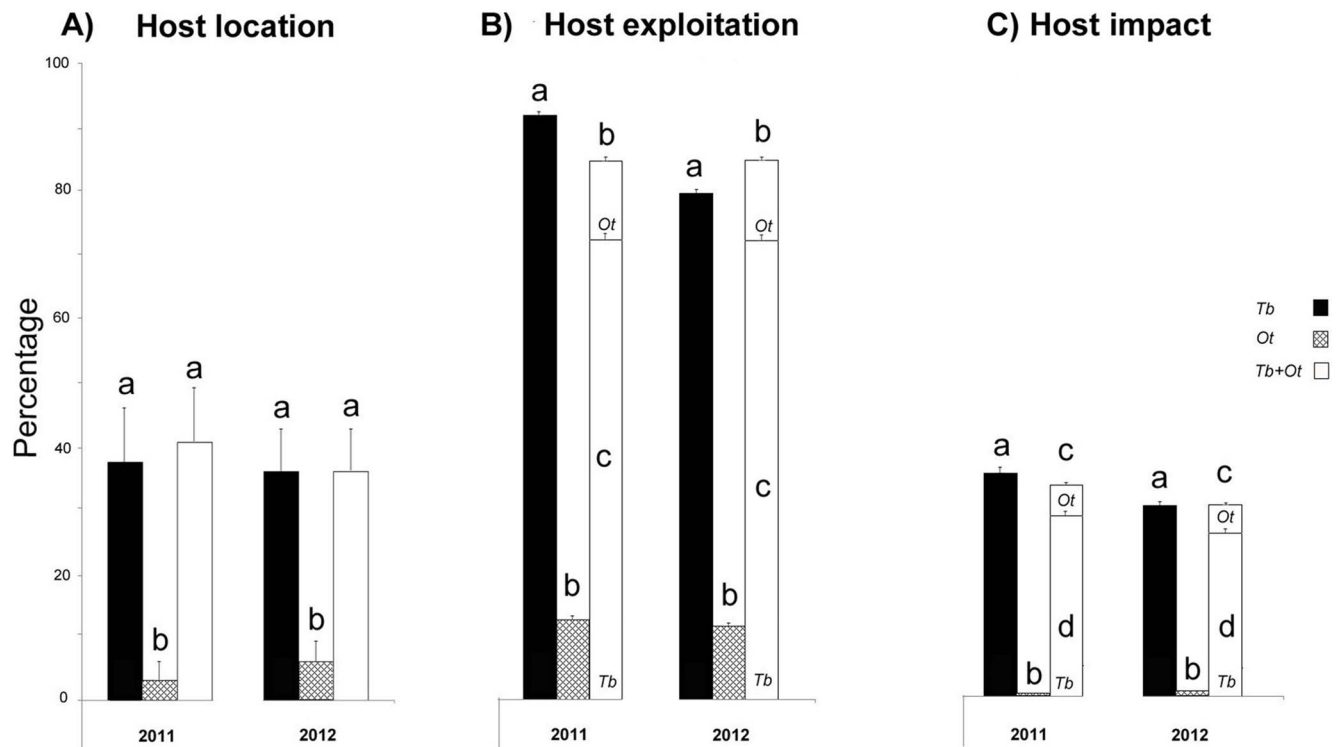 A) Host location
B) Host exploitation
C) Host impact
Percentage
100
80
60
40
20
0
a
b
a
a
b
a
2011
2012
a
b
b
Ot
c
Tb
a
b
b
Ot
c
Tb
2011
2012
a
b
c
Ot
d
Tb
a
b
c
Ot
d
Tb
2011
2012
Tb
Ot
Tb+Ot